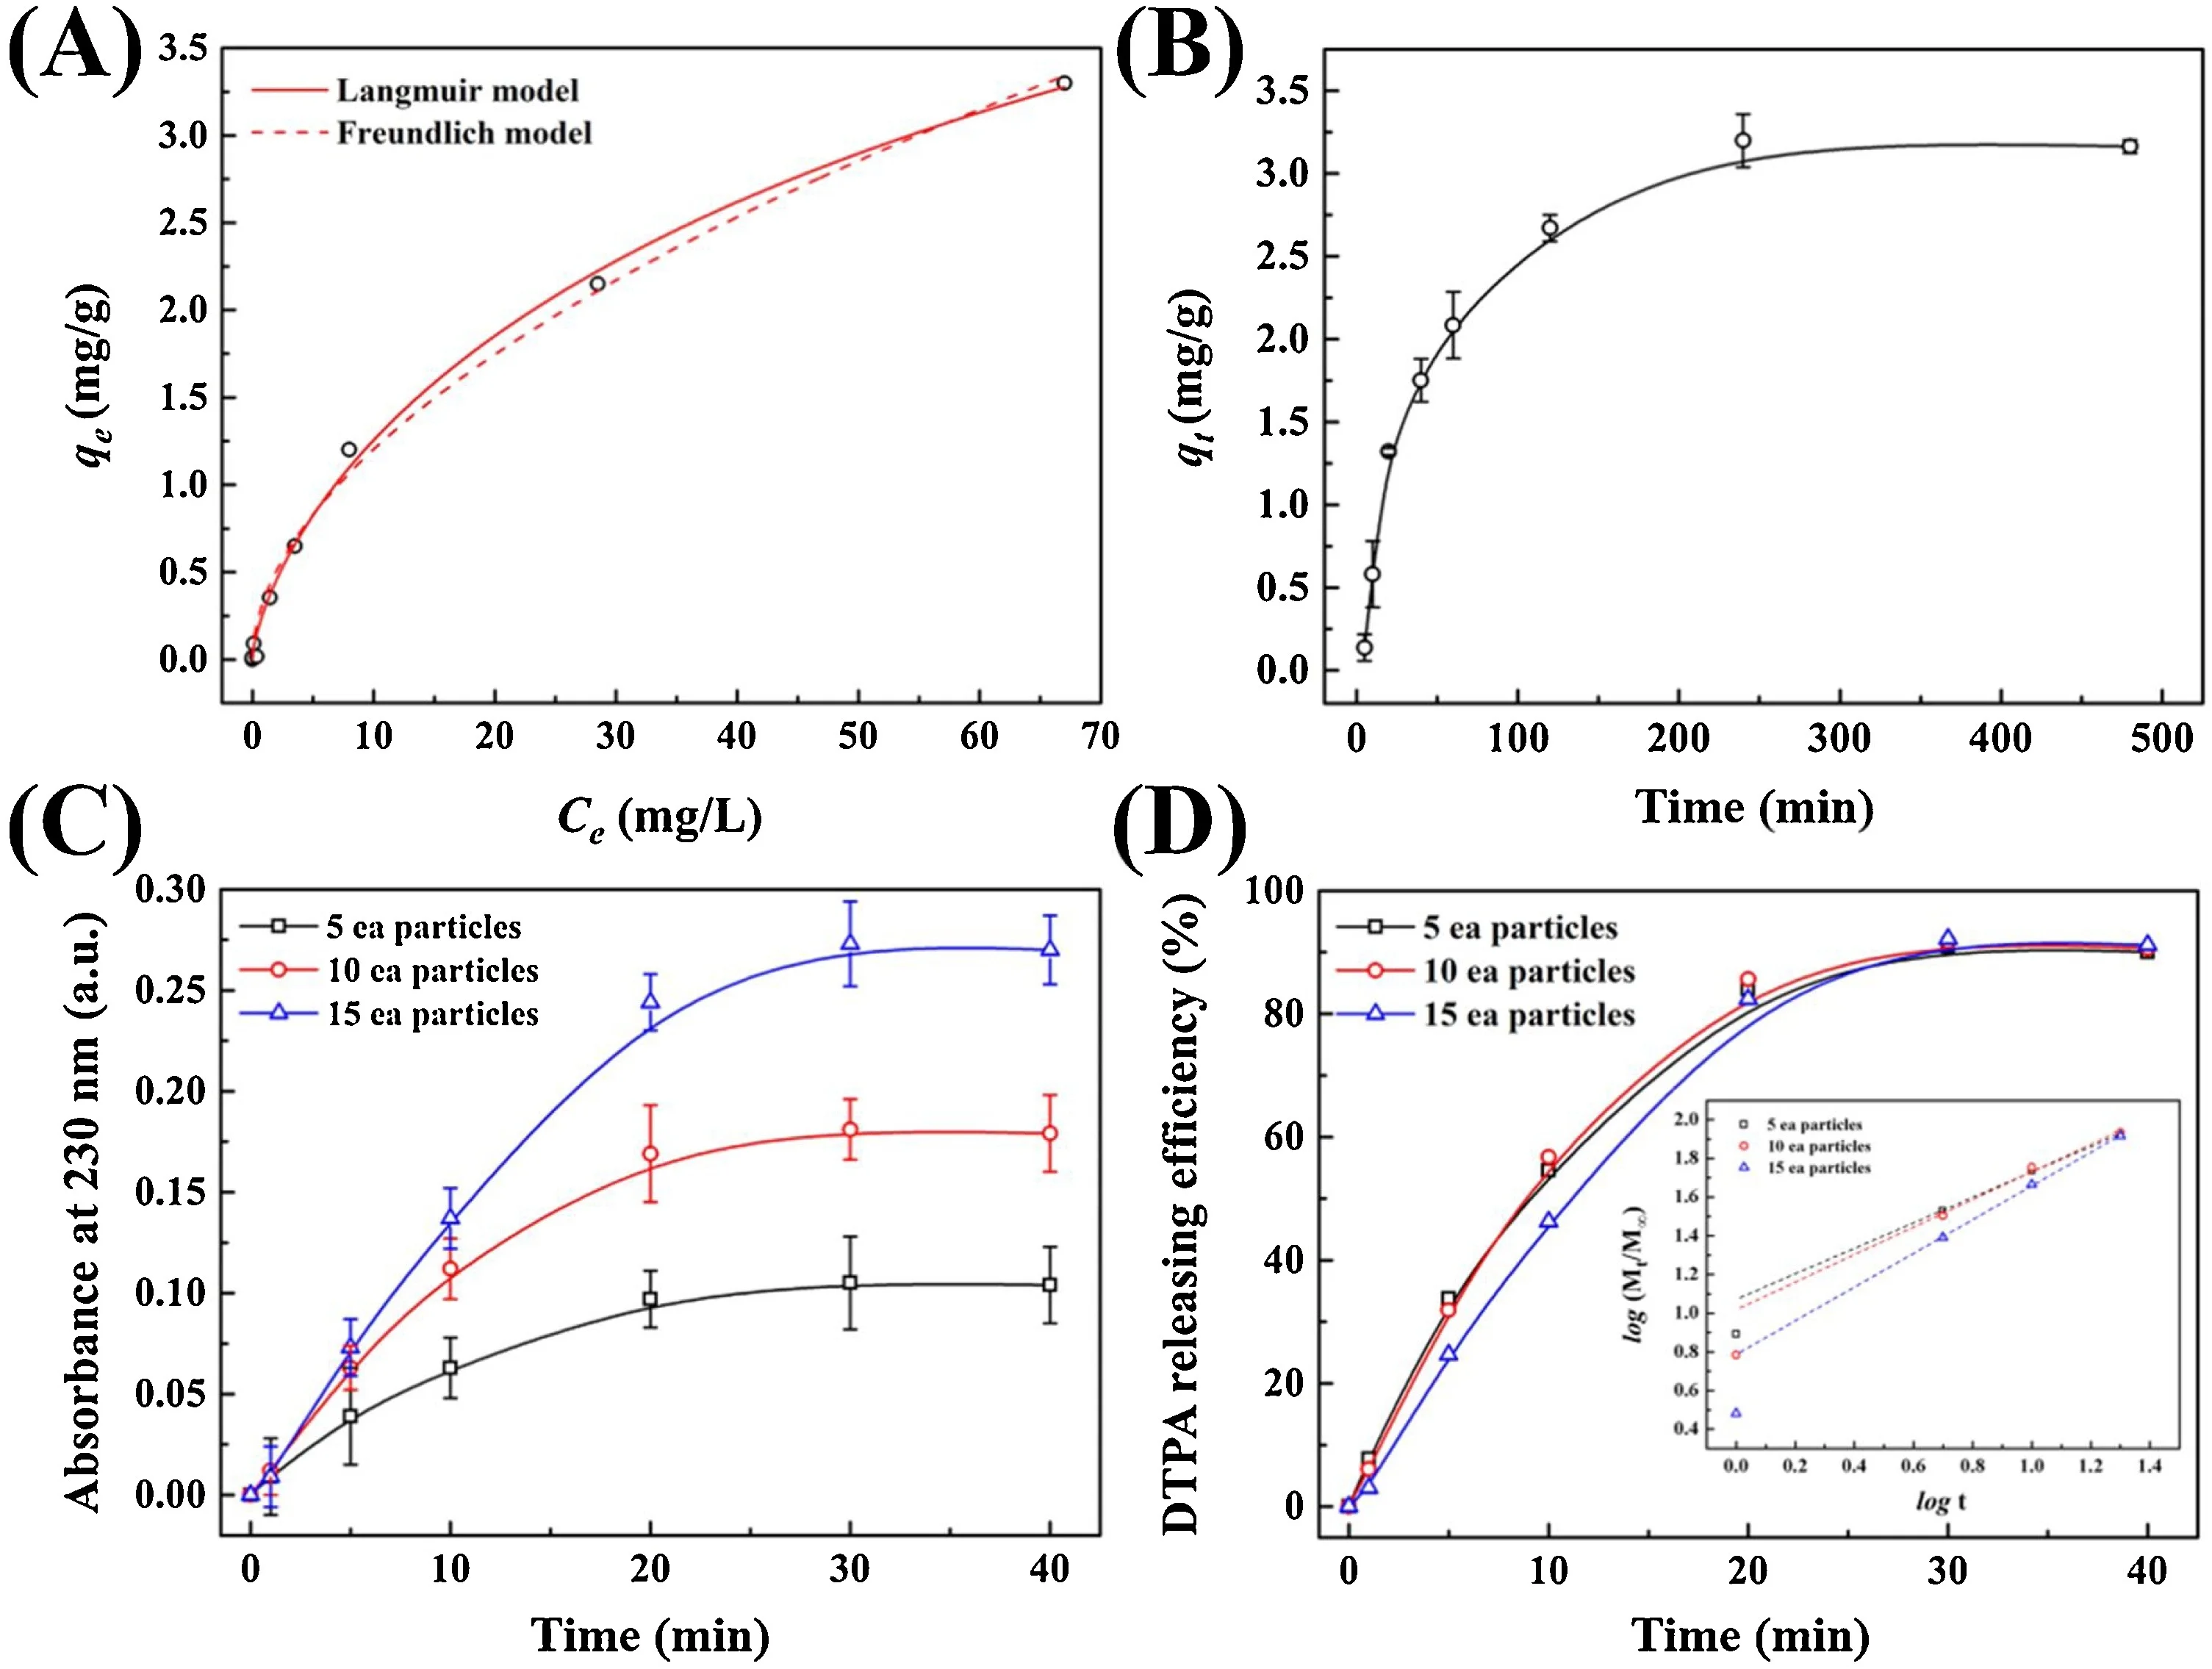 (A)
3.5
3.0
2.5
2.0
1.5
1.0
0.5
0.0
q_e (mg/g)
Langmuir model
Freundlich model
0 10 20 30 40 50 60 70
C_e (mg/L)
(B)
3.5
3.0
2.5
2.0
1.5
1.0
0.5
0.0
q_t (mg/g)
0 100 200 300 400 500
Time (min)
(C)
0.30
0.25
0.20
0.15
0.10
0.05
0.00
Absorbance at 230 nm (a.u.)
5 ea particles
10 ea particles
15 ea particles
0 10 20 30 40
Time (min)
(D)
100
80
60
40
20
0
DTPA releasing efficiency (%)
5 ea particles
10 ea particles
15 ea particles
2.0
1.8
1.6
1.4
1.2
1.0
0.8
0.6
0.4
log (M_t/M_∞)
5 ea particles
10 ea particles
15 ea particles
0.0 0.2 0.4 0.6 0.8 1.0 1.2 1.4
log t
0 10 20 30 40
Time (min)